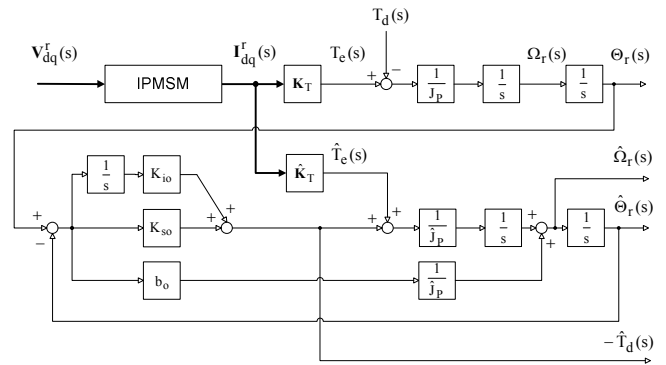 T_d(s)
V^r_dq(s) I^r_dq(s) T_e(s) Ω_r(s) Θ_r(s)
IPMSM K_T + − 1/J_P 1/s 1/s
T̂_e(s) Ω̂_r(s)
1/s K_io K̂_T Θ̂_r(s)
+ − K_so + + + + 1/Ĵ_P 1/s + + 1/s
b_o 1/Ĵ_P
−T̂_d(s)